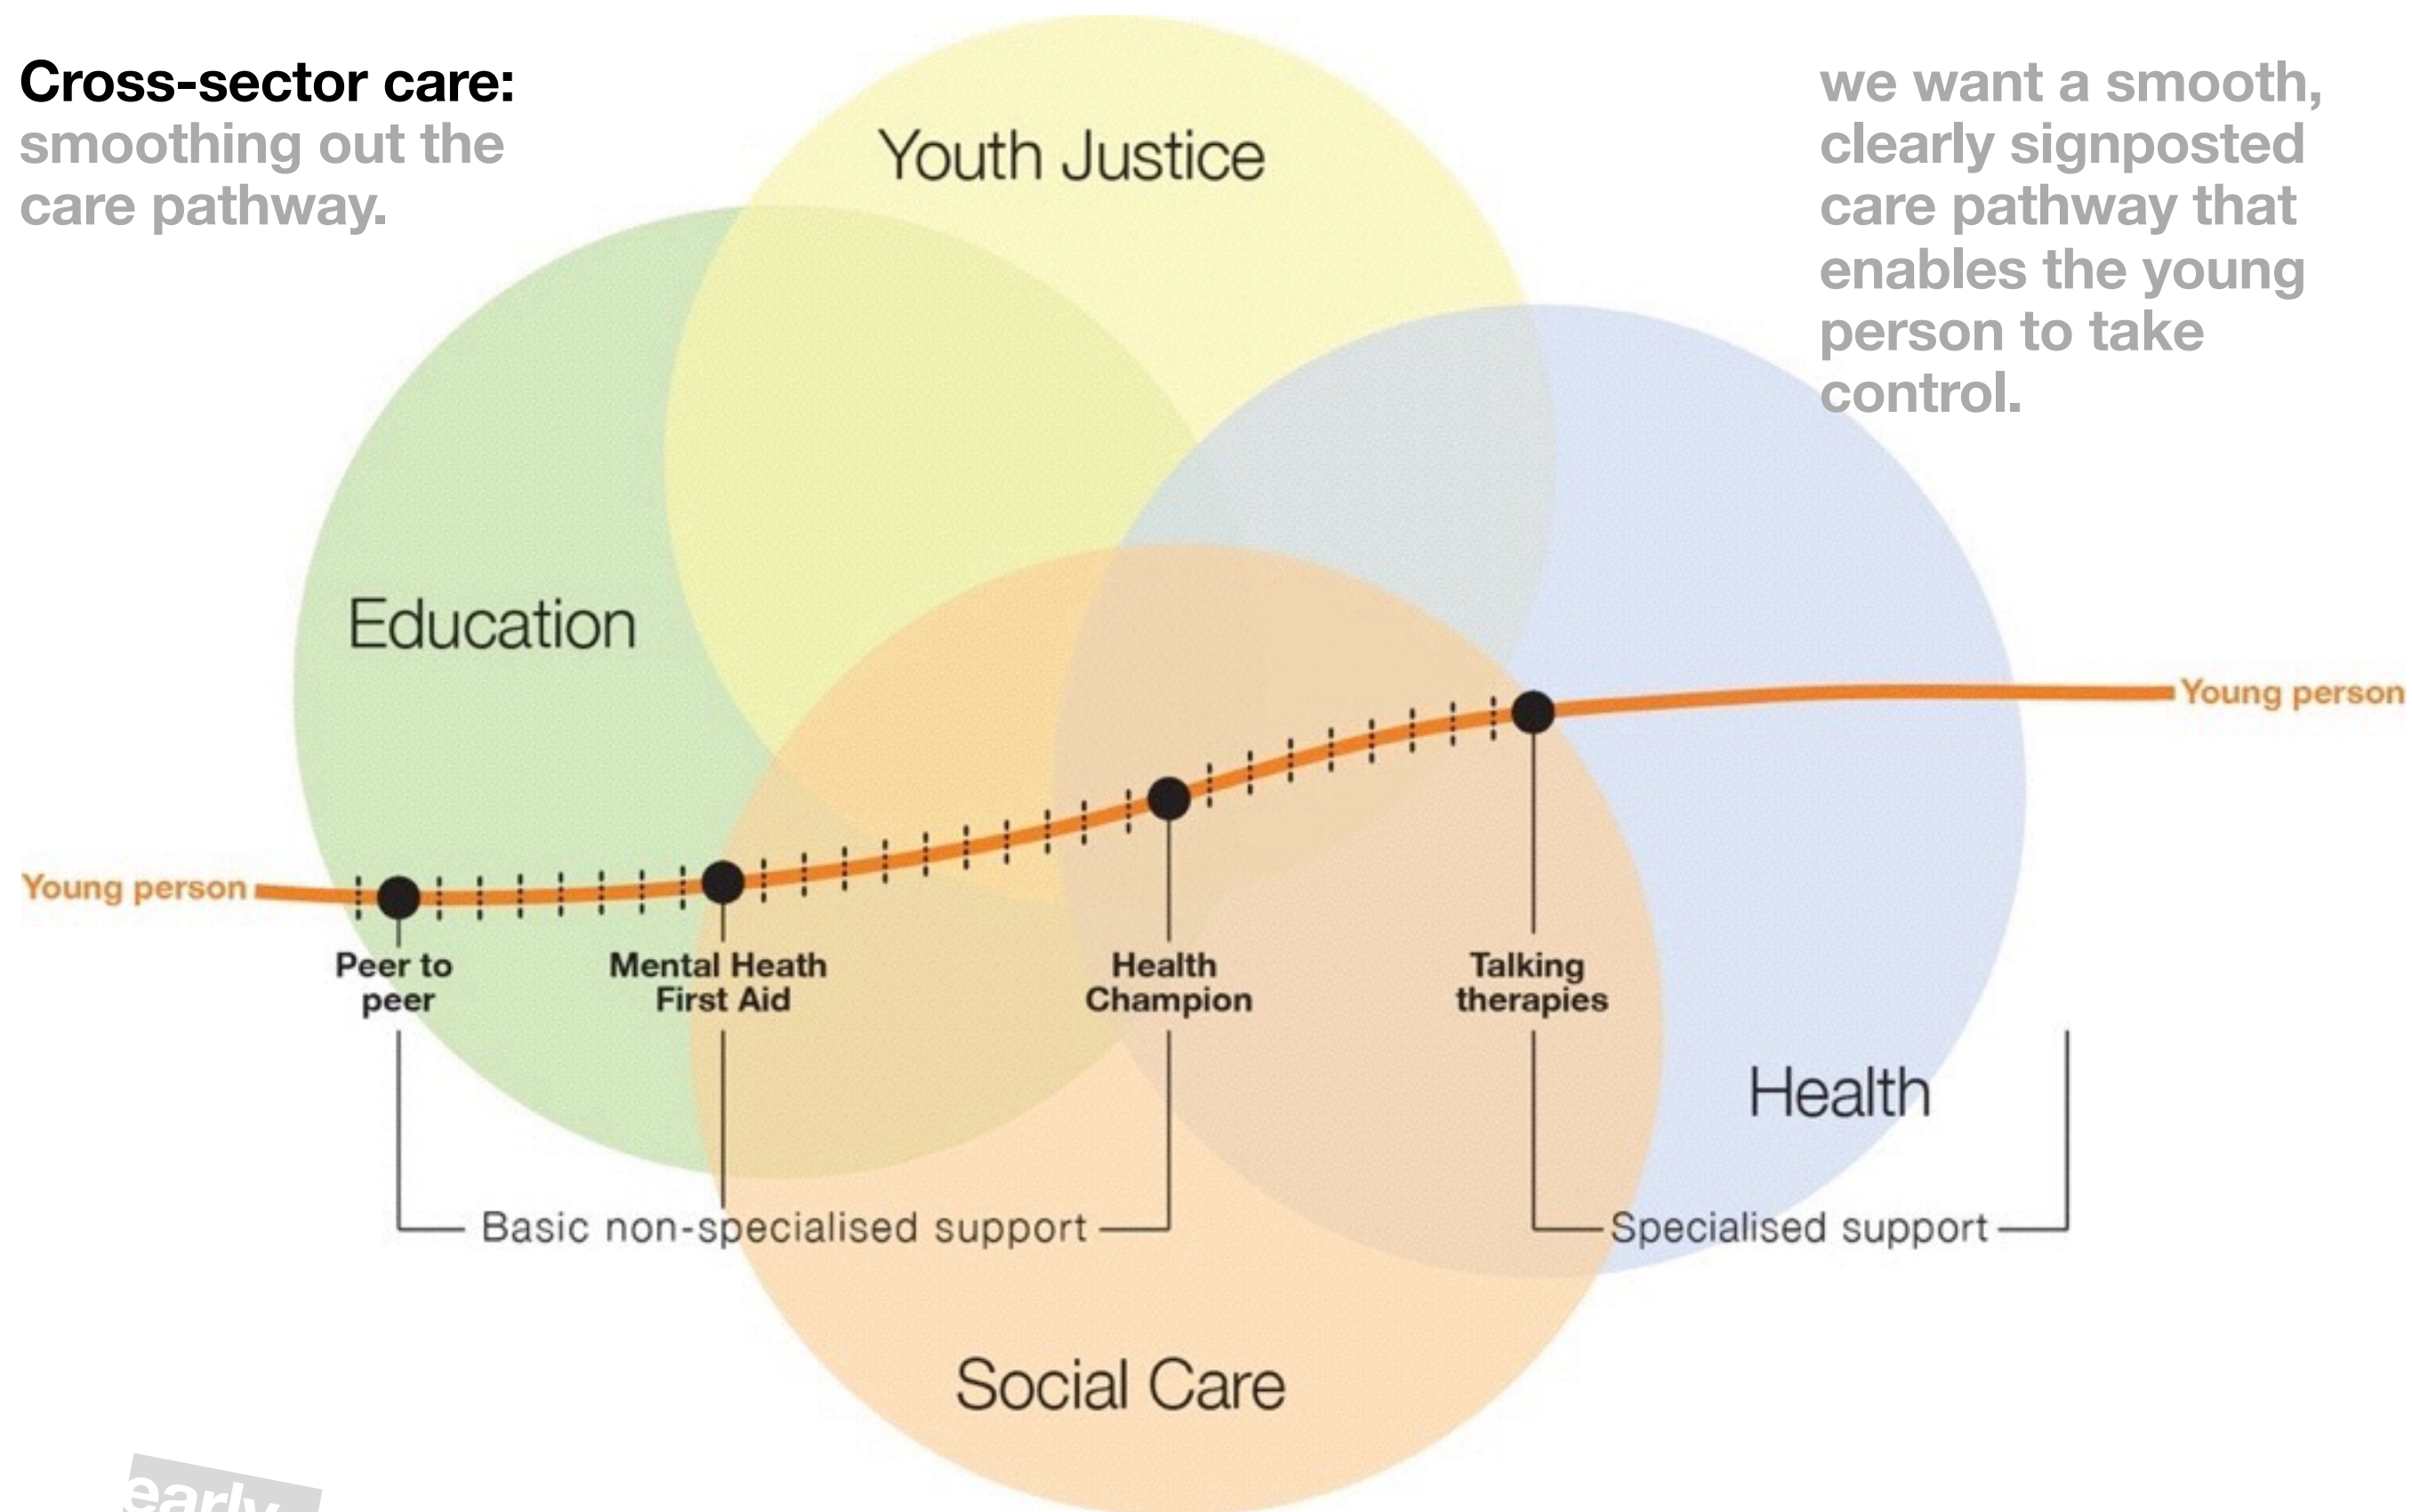 Cross-sector care:
smoothing out the
care pathway.
we want a smooth,
clearly signposted
care pathway that
enables the young
person to take
control.
Youth Justice
Education
Young person
Young person
Peer to
peer
Mental Heath
First Aid
Health
Champion
Talking
therapies
Health
Basic non-specialised support
Specialised support
Social Care
early